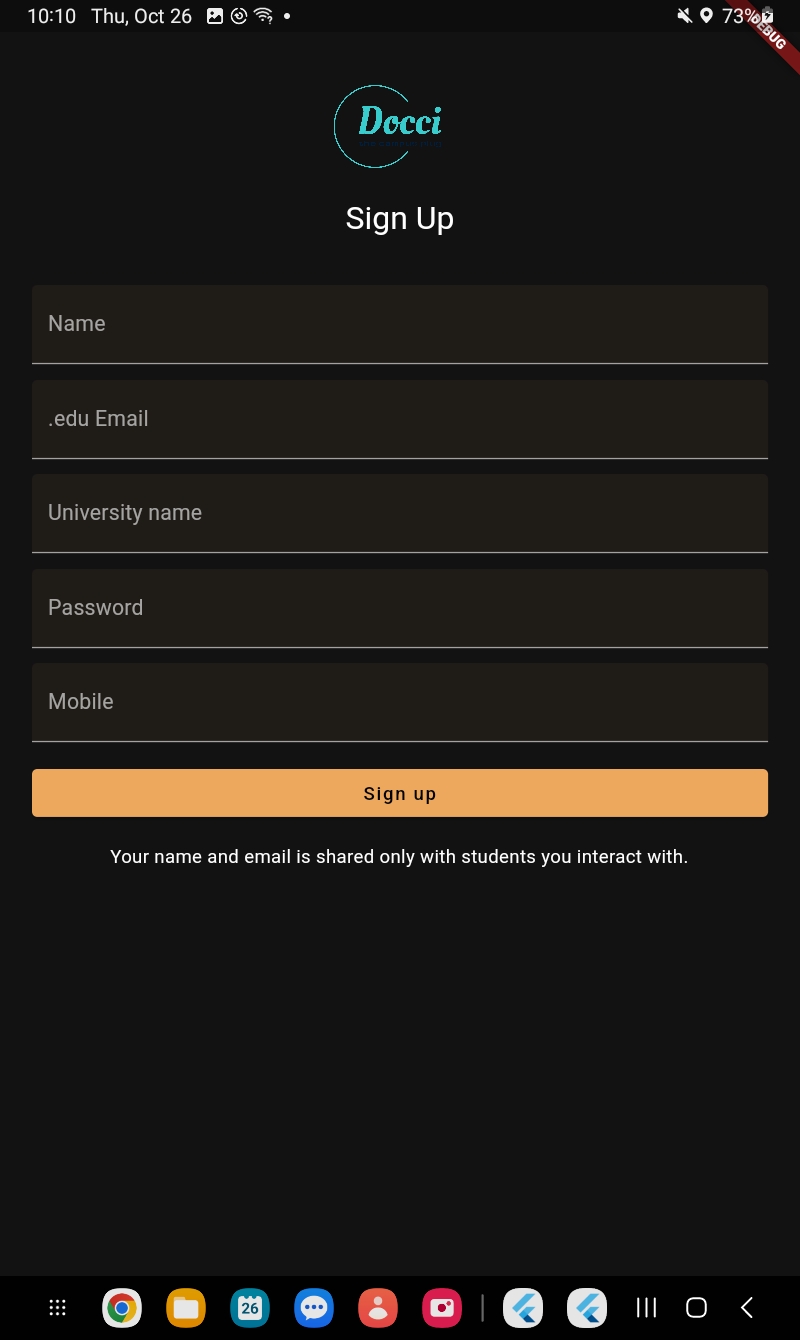 10:10 Thu, Oct 26
73%
DEBUG
Docci
Sign Up
Name
.edu Email
University name
Password
Mobile
Sign up
Your name and email is shared only with students you interact with.
26